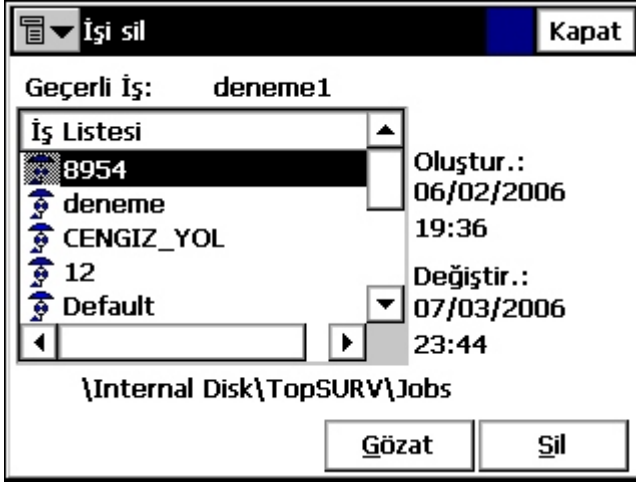 İşi sil
Kapat
Geçerli İş: deneme1
İş Listesi
8954
deneme
CENGIZ_YOL
12
Default
Oluştur.:
06/02/2006
19:36
Değiştir.:
07/03/2006
23:44
\Internal Disk\TopSURV\Jobs
Gözat
Sil